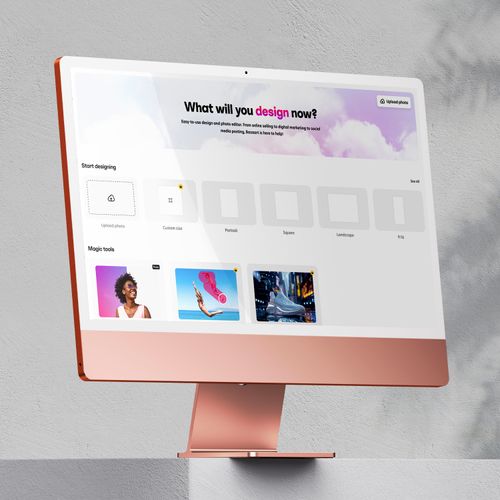 What will you design now?
Upload photo
Easy-to-use design and photo editor. From online selling to digital marketing to social
media posting, Bazaart is here to help!
Start designing
See All
Upload photo
Custom size
Portrait
Square
Landscape
Magic tools